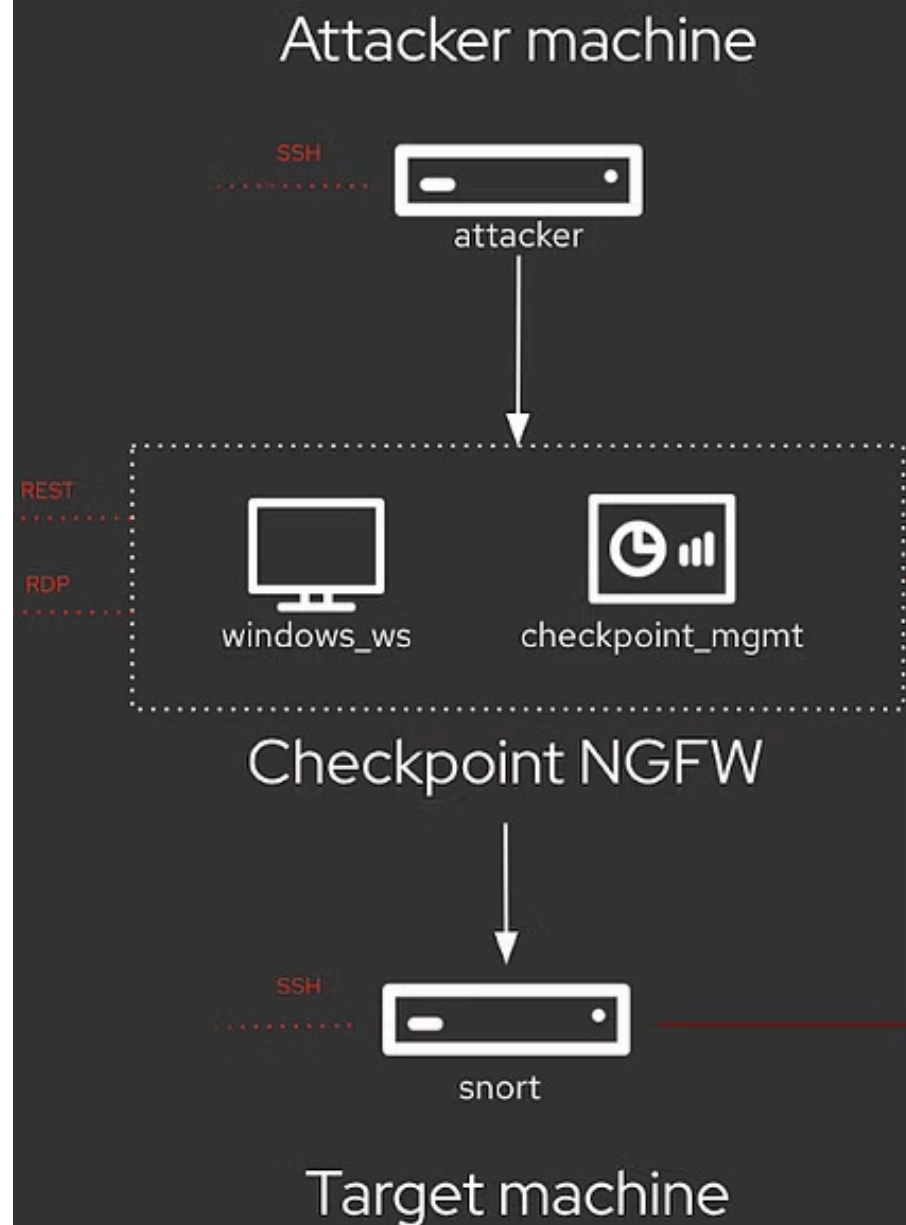 Attacker machine
SSH
attacker
REST
RDP
windows_ws
checkpoint_mgmt
Checkpoint NGFW
SSH
snort
Target machine